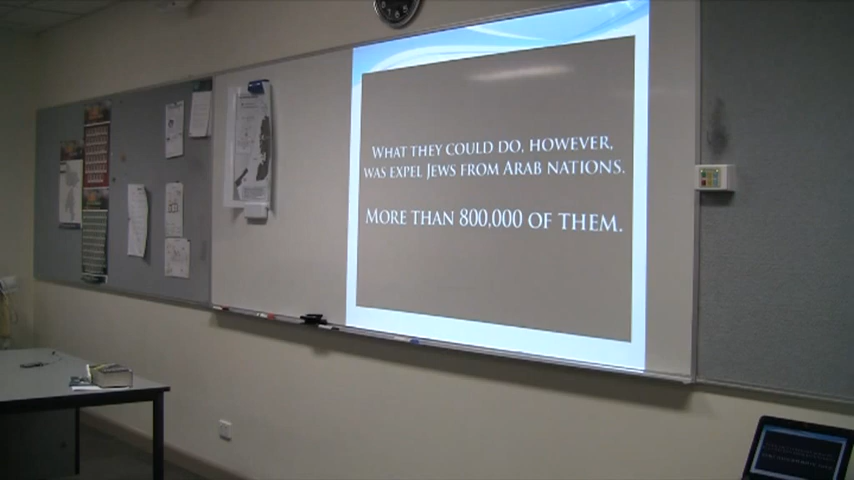 WHAT THEY COULD DO, HOWEVER,
WAS EXPEL JEWS FROM ARAB NATIONS.
MORE THAN 800,000 OF THEM.